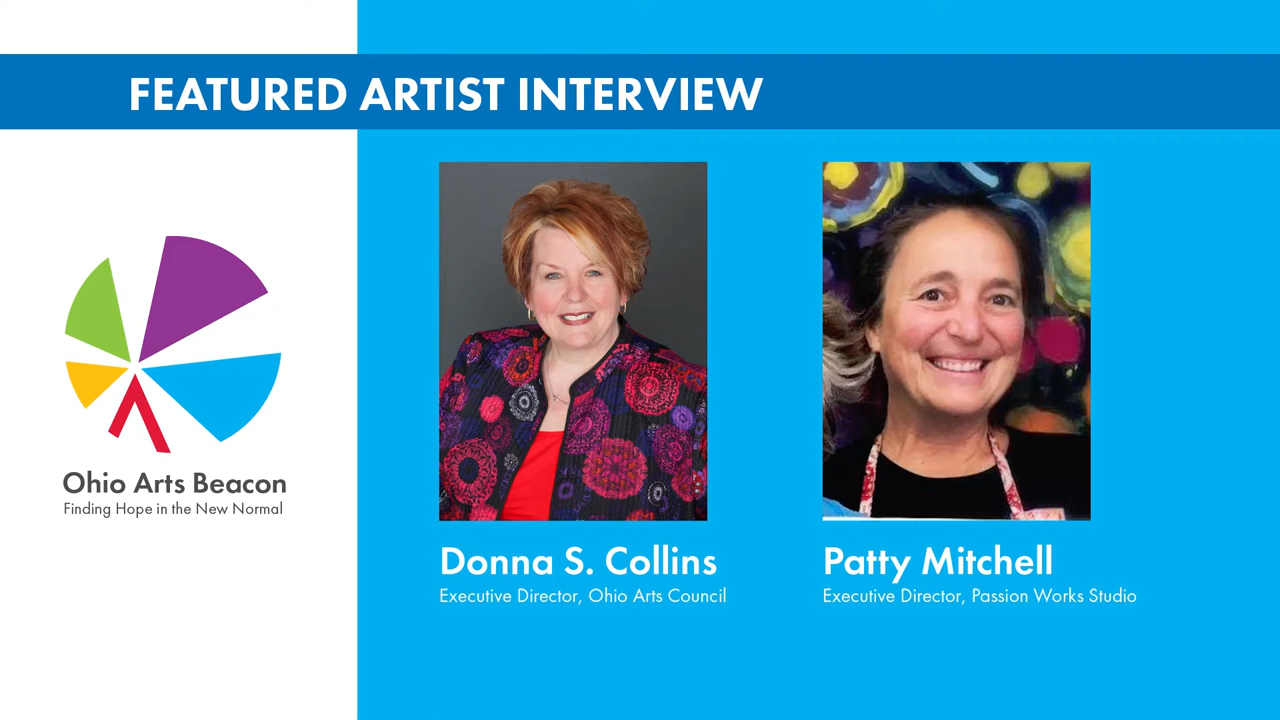 FEATURED ARTIST INTERVIEW
Ohio Arts Beacon
Finding Hope in the New Normal
Donna S. Collins
Executive Director, Ohio Arts Council
Patty Mitchell
Executive Director, Passion Works Studio